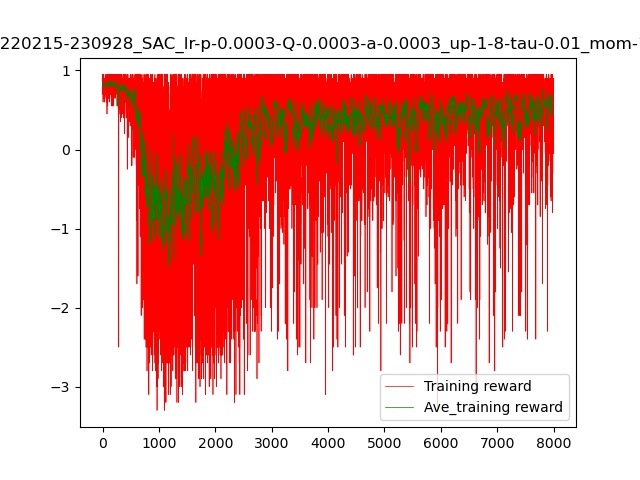 220215-230928_SAC_lr-p-0.0003-Q-0.0003-a-0.0003_up-1-8-tau-0.01_mom-
1
0
−1
−2
−3
0 1000 2000 3000 4000 5000 6000 7000 8000
Training reward
Ave_training reward